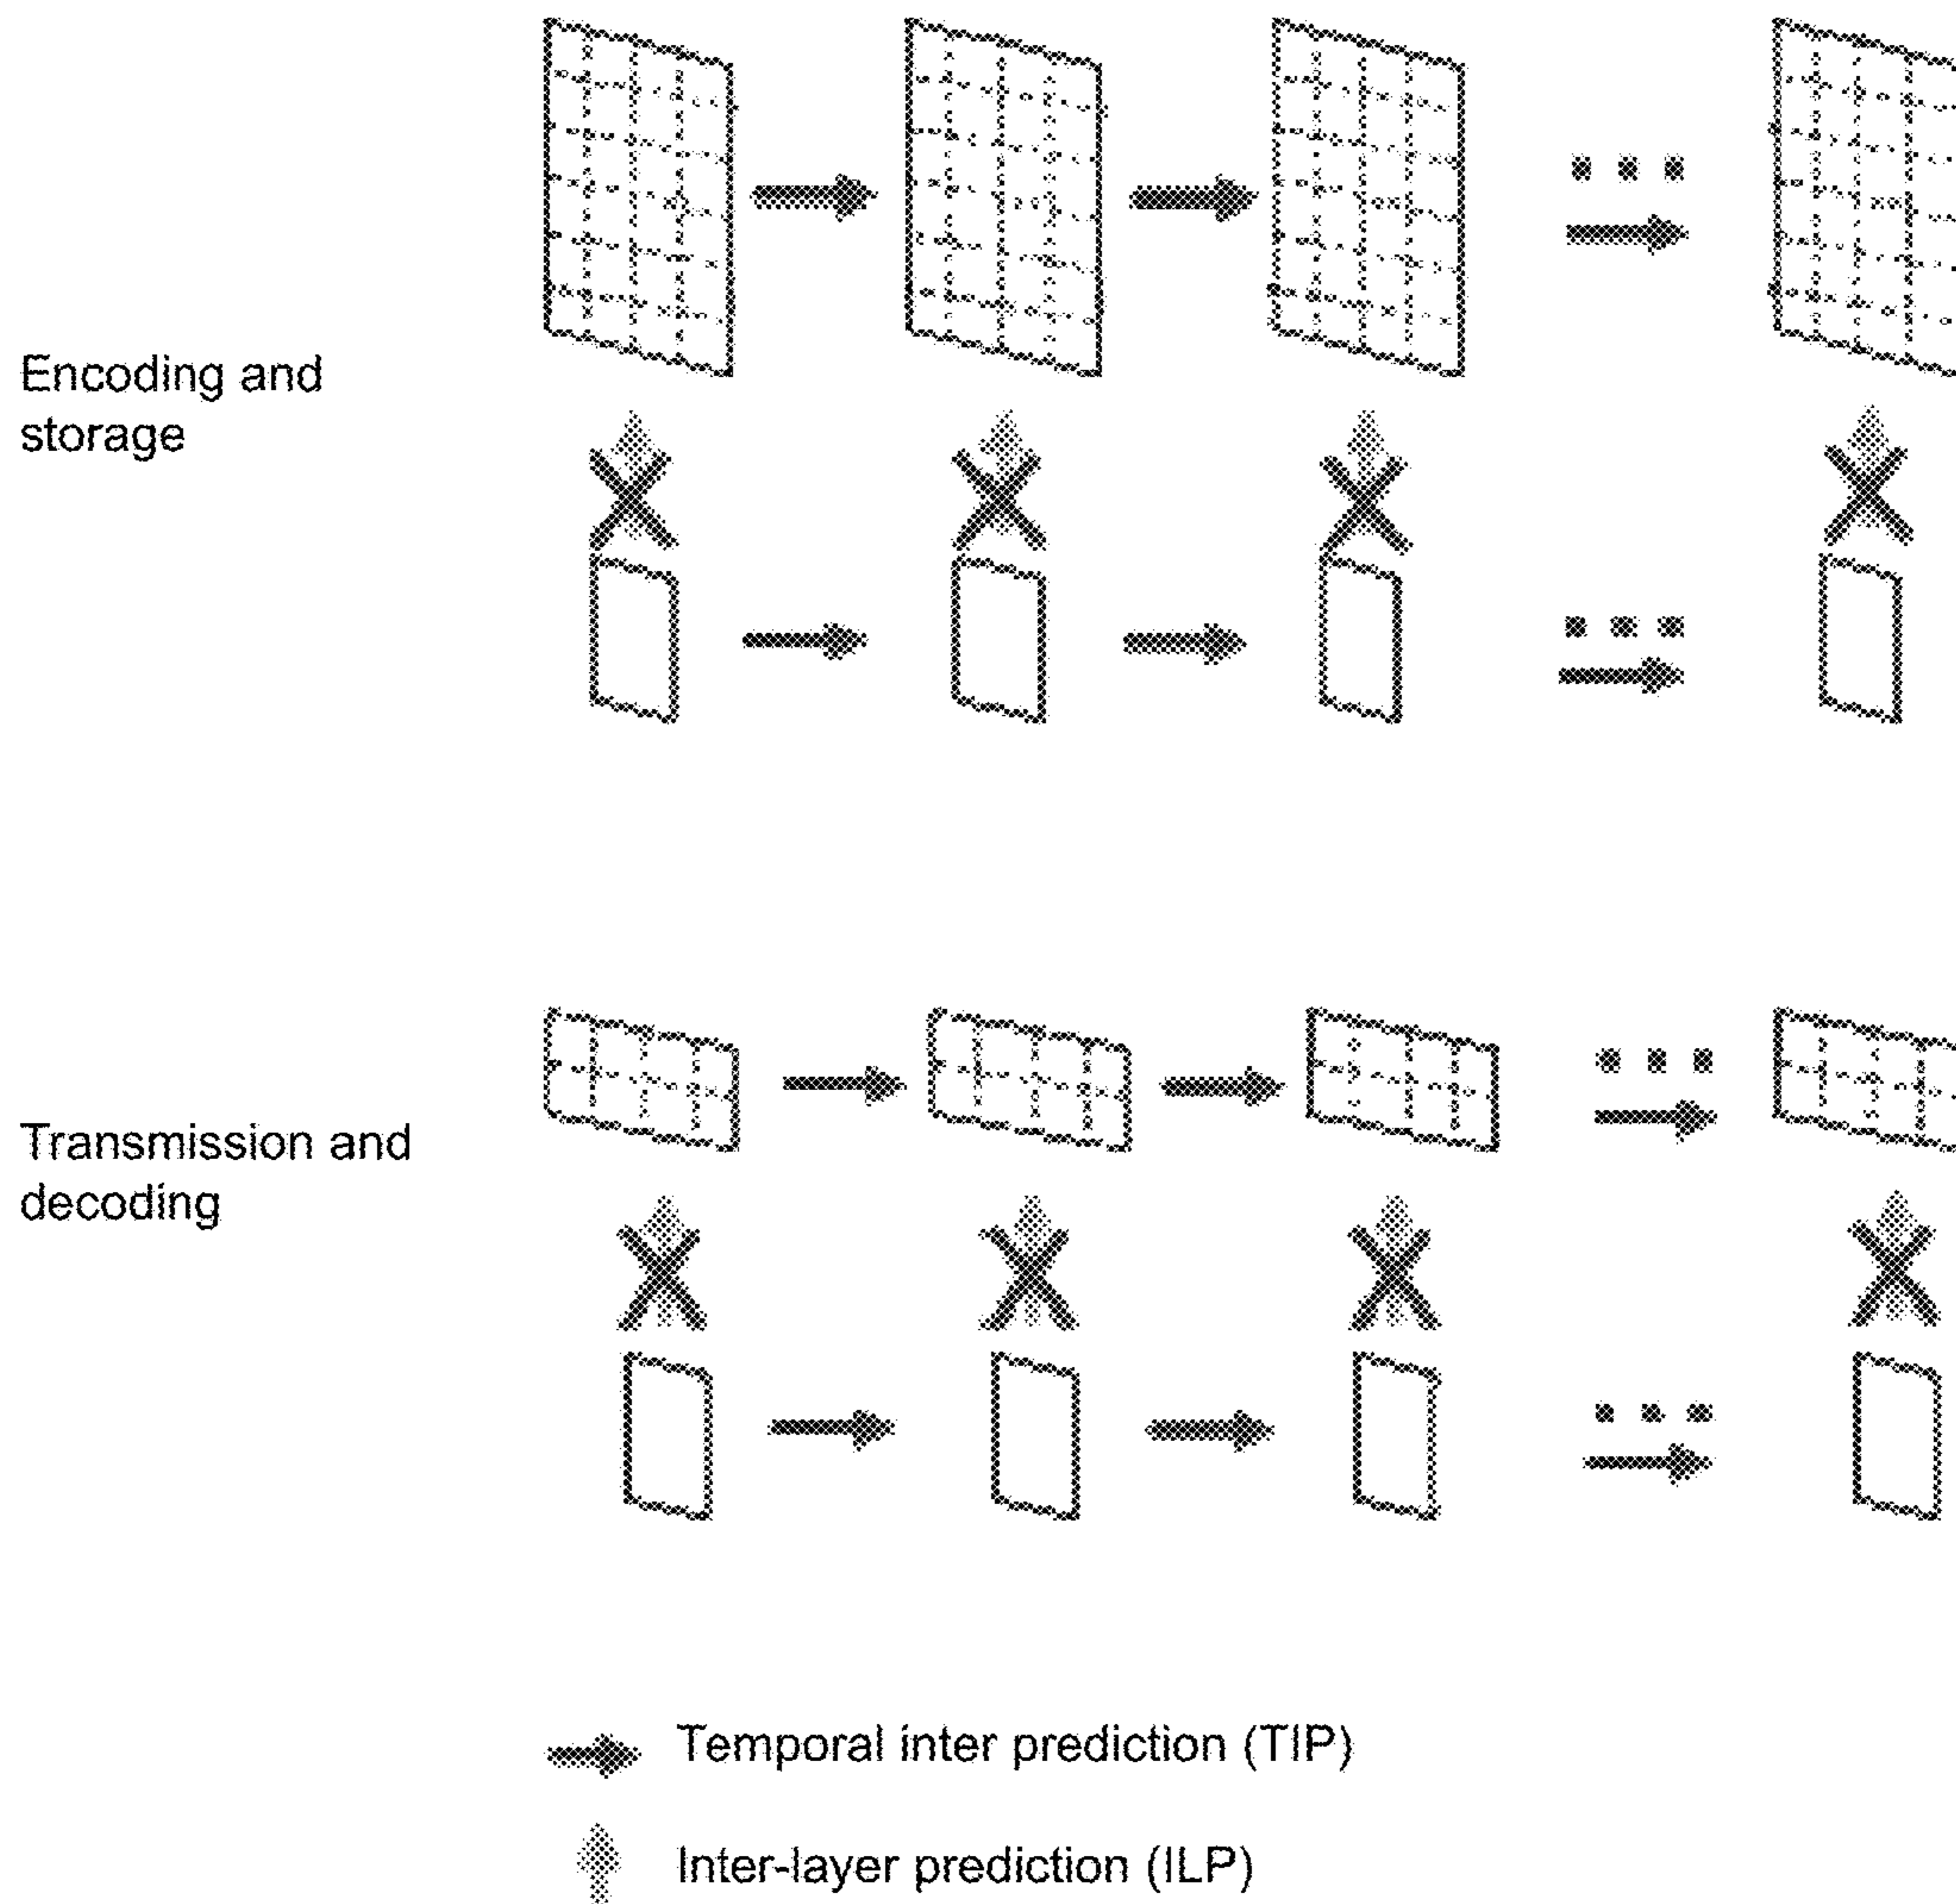 Encoding and
storage
Transmission and
decoding
Temporal inter prediction (TIP)
Inter-layer prediction (ILP)